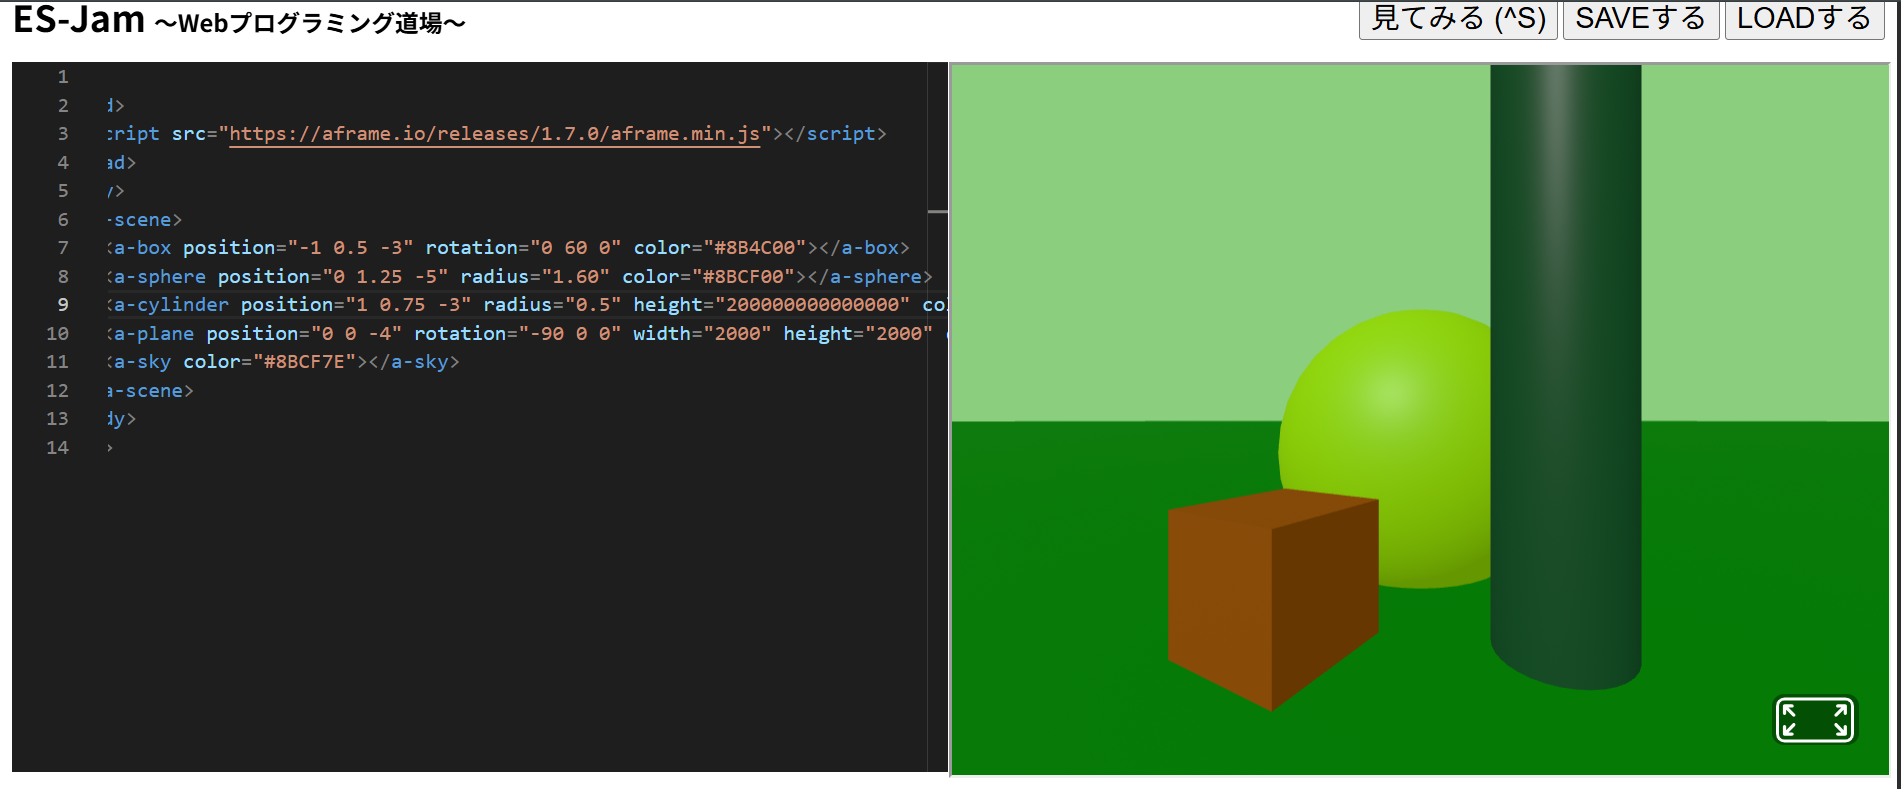 ES-Jam 〜Webプログラミング道場〜
見てみる (^S) SAVEする LOADする
1
2 d>
3 cript src="https://aframe.io/releases/1.7.0/aframe.min.js"></script>
4 ad>
5 y>
6 -scene>
7 <a-box position="-1 0.5 -3" rotation="0 60 0" color="#8B4C00"></a-box>
8 <a-sphere position="0 1.25 -5" radius="1.60" color="#8BCF00"></a-sphere>
9 <a-cylinder position="1 0.75 -3" radius="0.5" height="200000000000000" co
10 <a-plane position="0 0 -4" rotation="-90 0 0" width="2000" height="2000"
11 <a-sky color="#8BCF7E"></a-sky>
12 a-scene>
13 dy>
14 >